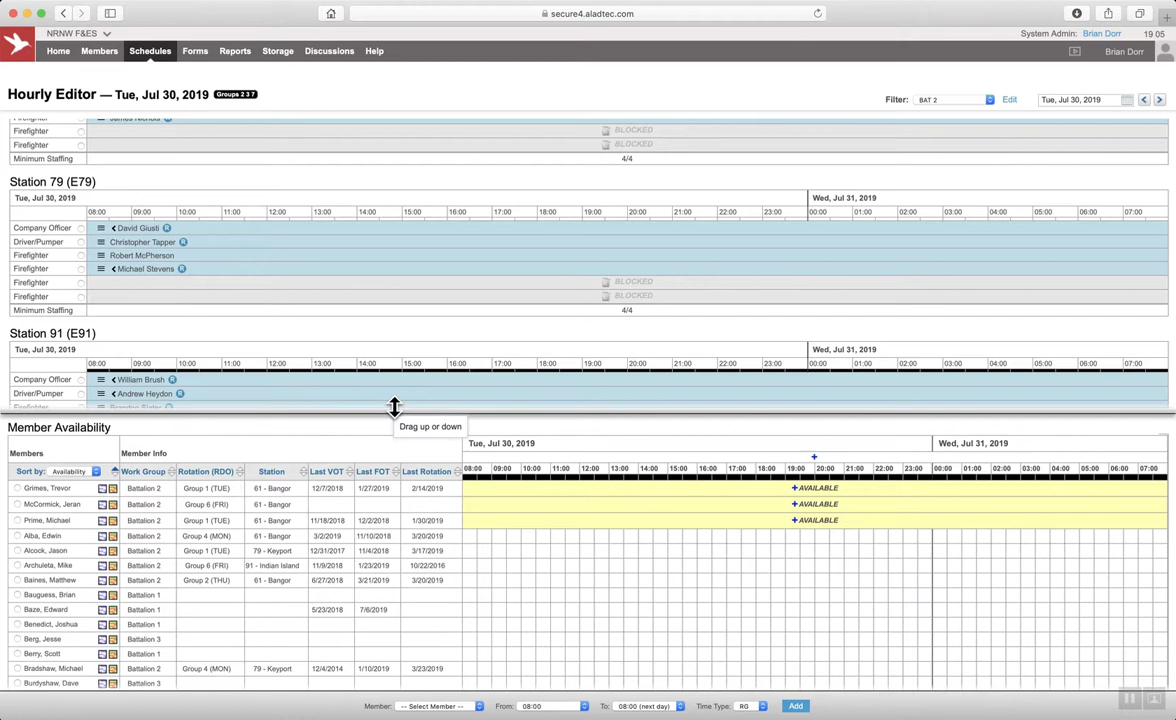 secure4.aladtec.com
NRNW F&ES
System Admin: Brian Dorr 19 05
Home Members Schedules Forms Reports Storage Discussions Help Brian Dorr
Hourly Editor — Tue, Jul 30, 2019 Groups 2 3 7
Filter: BAT 2 Edit Tue, Jul 30, 2019
Firefighter James Nichols
Firefighter BLOCKED
Firefighter BLOCKED
Minimum Staffing 4/4
Station 79 (E79)
Tue, Jul 30, 2019 Wed, Jul 31, 2019
08:00 09:00 10:00 11:00 12:00 13:00 14:00 15:00 16:00 17:00 18:00 19:00 20:00 21:00 22:00 23:00 00:00 01:00 02:00 03:00 04:00 05:00 06:00 07:00
Company Officer David Giusti R
Driver/Pumper Christopher Tapper R
Firefighter Robert McPherson
Firefighter Michael Stevens R
Firefighter BLOCKED
Firefighter BLOCKED
Minimum Staffing 4/4
Station 91 (E91)
Tue, Jul 30, 2019 Wed, Jul 31, 2019
08:00 09:00 10:00 11:00 12:00 13:00 14:00 15:00 16:00 17:00 18:00 19:00 20:00 21:00 22:00 23:00 00:00 01:00 02:00 03:00 04:00 05:00 06:00 07:00
Company Officer William Brush R
Driver/Pumper Andrew Heydon R
Firefighter
Drag up or down
Member Availability
Members Member Info Tue, Jul 30, 2019 Wed, Jul 31, 2019
Sort by: Availability Work Group Rotation (RDO) Station Last VOT Last FOT Last Rotation 08:00 09:00 10:00 11:00 12:00 13:00 14:00 15:00 16:00 17:00 18:00 19:00 20:00 21:00 22:00 23:00 00:00 01:00 02:00 03:00 04:00 05:00 06:00 07:00
Grimes, Trevor Battalion 2 Group 1 (TUE) 61 - Bangor 12/7/2018 1/27/2019 2/14/2019 + AVAILABLE
McCormick, Jeran Battalion 2 Group 6 (FRI) 61 - Bangor + AVAILABLE
Prime, Michael Battalion 2 Group 1 (TUE) 61 - Bangor 11/18/2018 12/2/2018 1/30/2019 + AVAILABLE
Alba, Edwin Battalion 2 Group 4 (MON) 61 - Bangor 3/2/2019 11/10/2018 3/20/2019
Alcock, Jason Battalion 2 Group 1 (TUE) 79 - Keyport 12/31/2017 11/4/2018 3/17/2019
Archuleta, Mike Battalion 2 Group 6 (FRI) 91 - Indian Island 11/9/2018 1/23/2019 10/22/2016
Baines, Matthew Battalion 2 Group 2 (THU) 61 - Bangor 6/27/2018 3/21/2019 3/20/2019
Bauguess, Brian Battalion 1
Baze, Edward Battalion 2 5/23/2018 7/6/2019
Benedict, Joshua Battalion 1
Berg, Jesse Battalion 3
Berry, Scott Battalion 1
Bradshaw, Michael Battalion 2 Group 4 (MON) 79 - Keyport 12/4/2014 1/10/2019 3/23/2019
Burdyshaw, Dave Battalion 3
Member: -- Select Member -- From: 08:00 To: 08:00 (next day) Time Type: RG Add